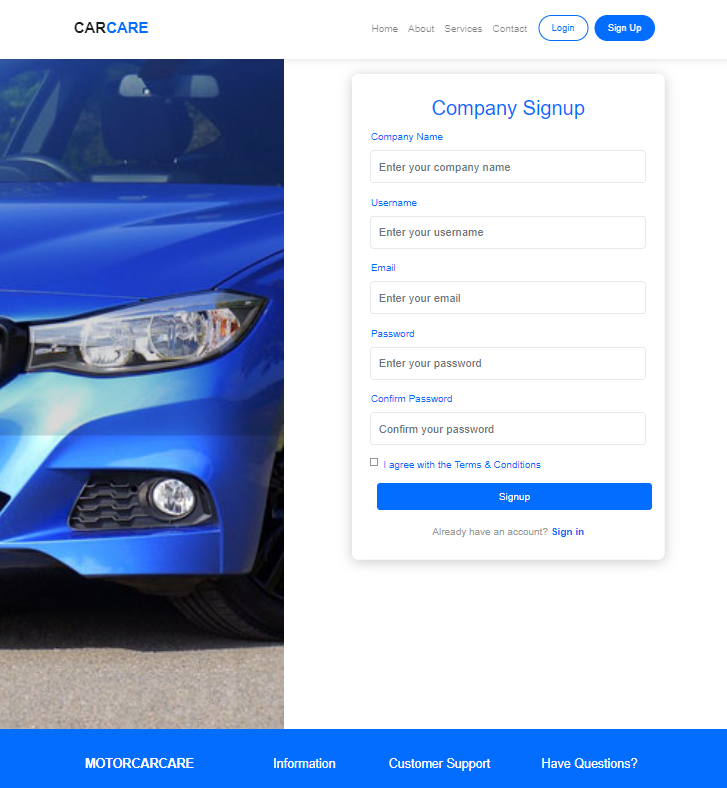 CARCARE
Home About Services Contact Login Sign Up
Company Signup
Company Name
Enter your company name
Username
Enter your username
Email
Enter your email
Password
Enter your password
Confirm Password
Confirm your password
I agree with the Terms & Conditions
Signup
Already have an account? Sign in
MOTORCARCARE Information Customer Support Have Questions?